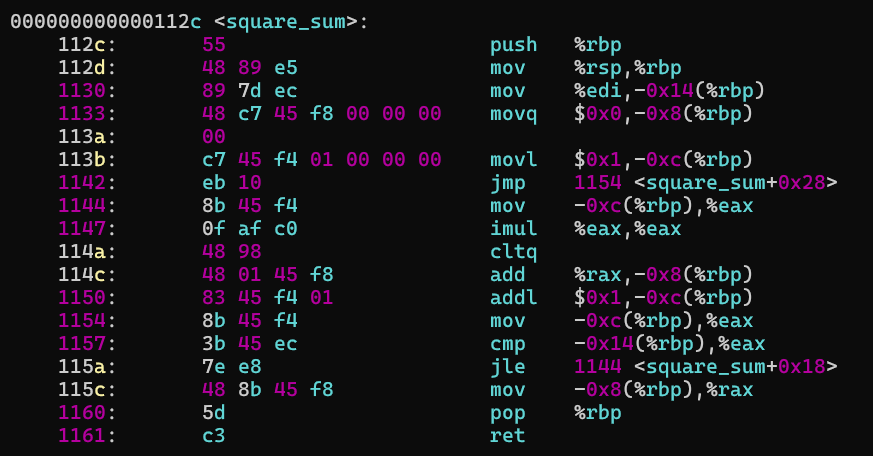 000000000000112c <square_sum>:
    112c:       55                      push   %rbp
    112d:       48 89 e5                mov    %rsp,%rbp
    1130:       89 7d ec                mov    %edi,-0x14(%rbp)
    1133:       48 c7 45 f8 00 00 00    movq   $0x0,-0x8(%rbp)
    113a:       00
    113b:       c7 45 f4 01 00 00 00    movl   $0x1,-0xc(%rbp)
    1142:       eb 10                   jmp    1154 <square_sum+0x28>
    1144:       8b 45 f4                mov    -0xc(%rbp),%eax
    1147:       0f af c0                imul   %eax,%eax
    114a:       48 98                   cltq
    114c:       48 01 45 f8             add    %rax,-0x8(%rbp)
    1150:       83 45 f4 01             addl   $0x1,-0xc(%rbp)
    1154:       8b 45 f4                mov    -0xc(%rbp),%eax
    1157:       3b 45 ec                cmp    -0x14(%rbp),%eax
    115a:       7e e8                   jle    1144 <square_sum+0x18>
    115c:       48 8b 45 f8             mov    -0x8(%rbp),%rax
    1160:       5d                      pop    %rbp
    1161:       c3                      ret